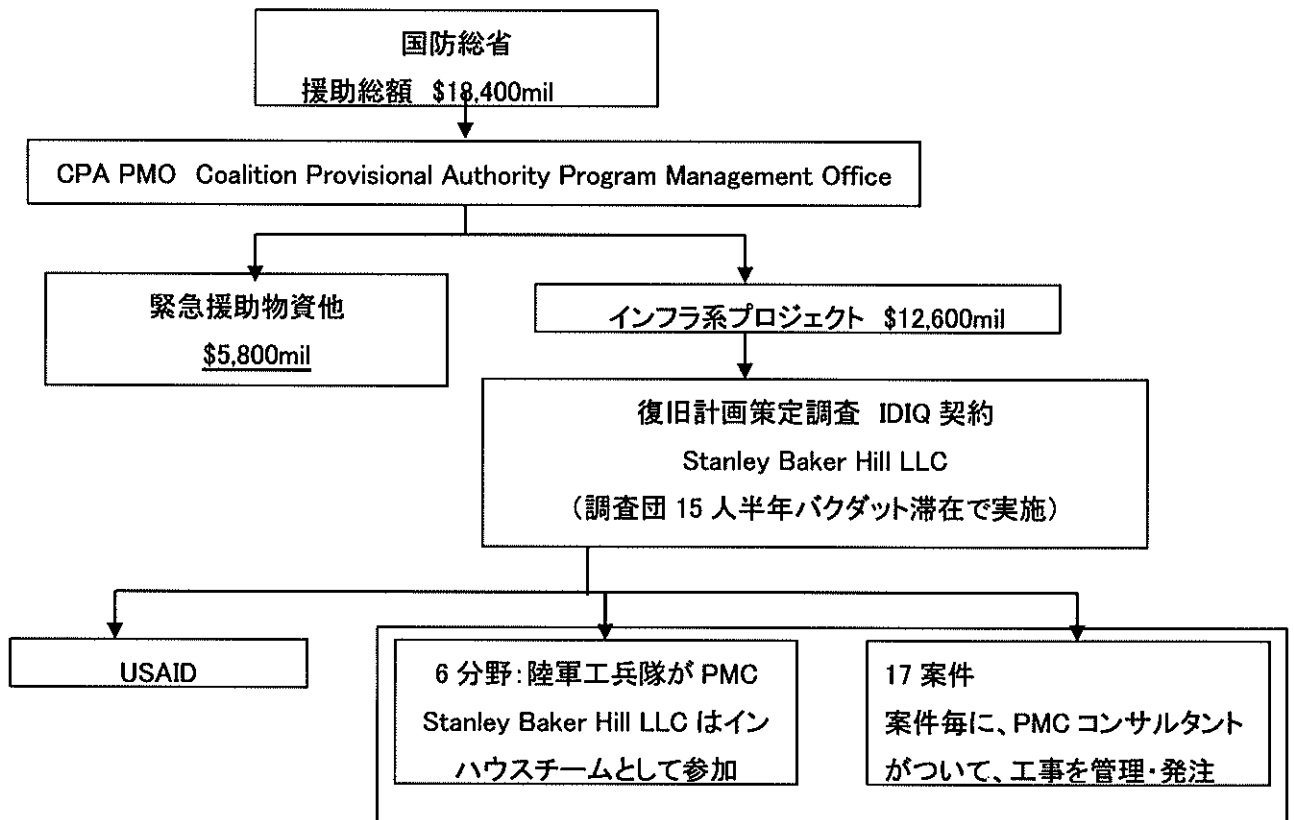 国防総省
援助総額 $18,400mil
CPA PMO Coalition Provisional Authority Program Management Office
緊急援助物資他
$5,800mil
インフラ系プロジェクト $12,600mil
復旧計画策定調査 IDIQ 契約
Stanley Baker Hill LLC
（調査団 15 人半年バクダット滞在で実施）
USAID
6 分野：陸軍工兵隊が PMC
Stanley Baker Hill LLC はイン
ハウスチームとして参加
17 案件
案件毎に、PMC コンサルタント
がついて、工事を管理・発注